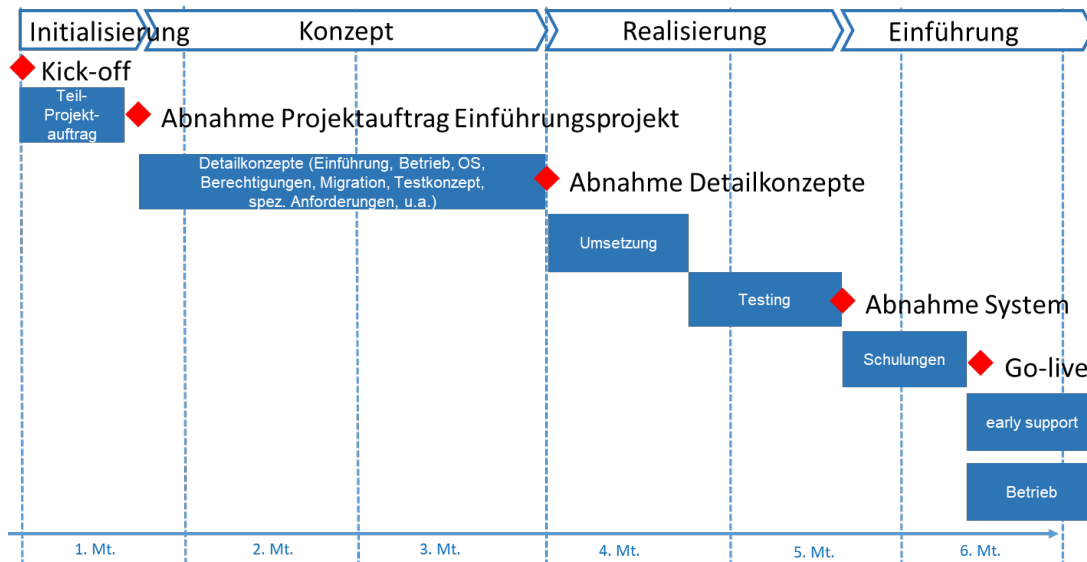 Initialisierung
Konzept
Realisierung
Einführung
Kick-off
Teil-
Projekt-
auftrag
Abnahme Projektauftrag Einführungsprojekt
Detailkonzepte (Einführung, Betrieb, OS,
Berechtigungen, Migration, Testkonzept,
spez. Anforderungen, u.a.)
Abnahme Detailkonzepte
Umsetzung
Testing
Abnahme System
Schulungen
Go-live
early support
Betrieb
1. Mt.
2. Mt.
3. Mt.
4. Mt.
5. Mt.
6. Mt.